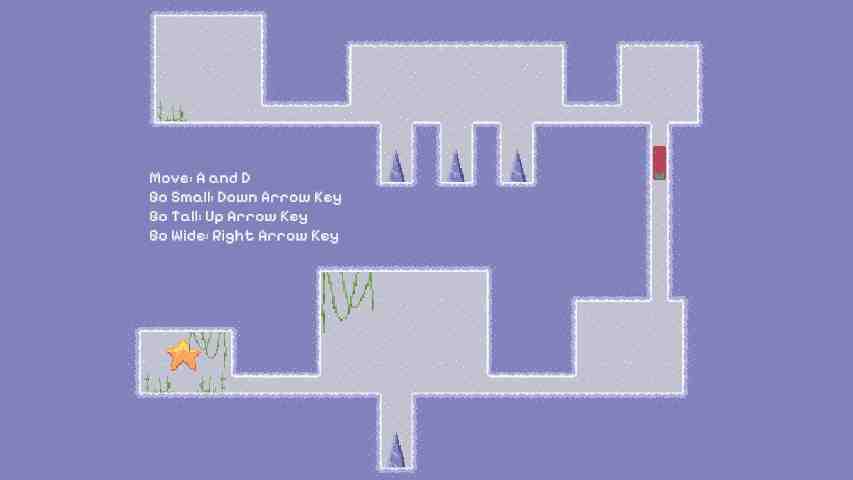 Move: A and D
Go Small: Down Arrow Key
Go Tall: Up Arrow Key
Go Wide: Right Arrow Key